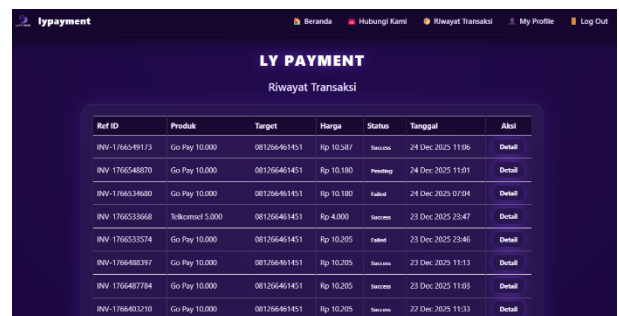 lypayment Beranda Hubungi Kami Riwayat Transaksi My Profile Log Out
LY PAYMENT
Riwayat Transaksi
Ref ID Produk Target Harga Status Tanggal Aksi
INV-1766549173 Go Pay 10.000 081266461451 Rp 10.587 Success 24 Dec 2025 11:06 Detail
INV-1766548870 Go Pay 10.000 081266461451 Rp 10.180 Pending 24 Dec 2025 11:01 Detail
INV-1766534680 Go Pay 10.000 081266461451 Rp 10.180 Failed 24 Dec 2025 07:04 Detail
INV-1766533668 Telkomsel 5.000 081266461451 Rp 4.000 Success 23 Dec 2025 23:47 Detail
INV-1766533574 Go Pay 10.000 081266461451 Rp 10.205 Failed 23 Dec 2025 23:46 Detail
INV-1766488397 Go Pay 10.000 081266461451 Rp 10.205 Success 23 Dec 2025 11:13 Detail
INV-1766487784 Go Pay 10.000 081266461451 Rp 10.205 Success 23 Dec 2025 11:03 Detail
INV-1766403210 Go Pay 10.000 081266461451 Rp 10.205 Success 22 Dec 2025 11:33 Detail